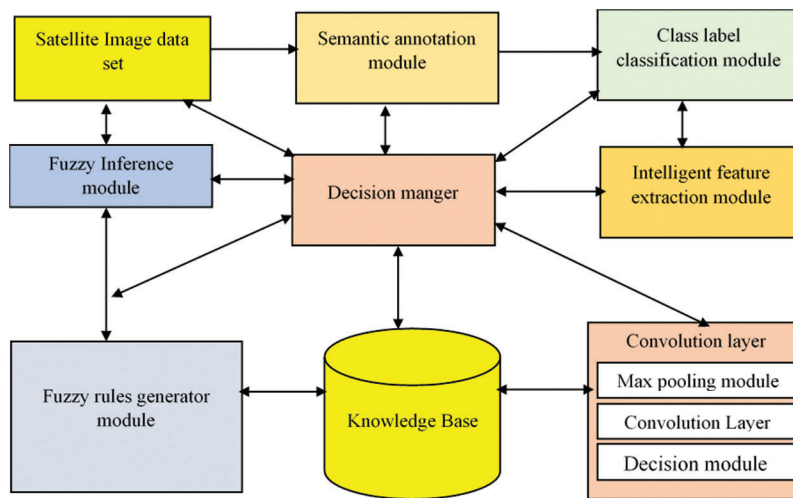 Satellite Image data
set
Semantic annotation
module
Class label
classification module
Fuzzy Inference
module
Decision manger
Intelligent feature
extraction module
Fuzzy rules generator
module
Knowledge Base
Convolution layer
Max pooling module
Convolution Layer
Decision module